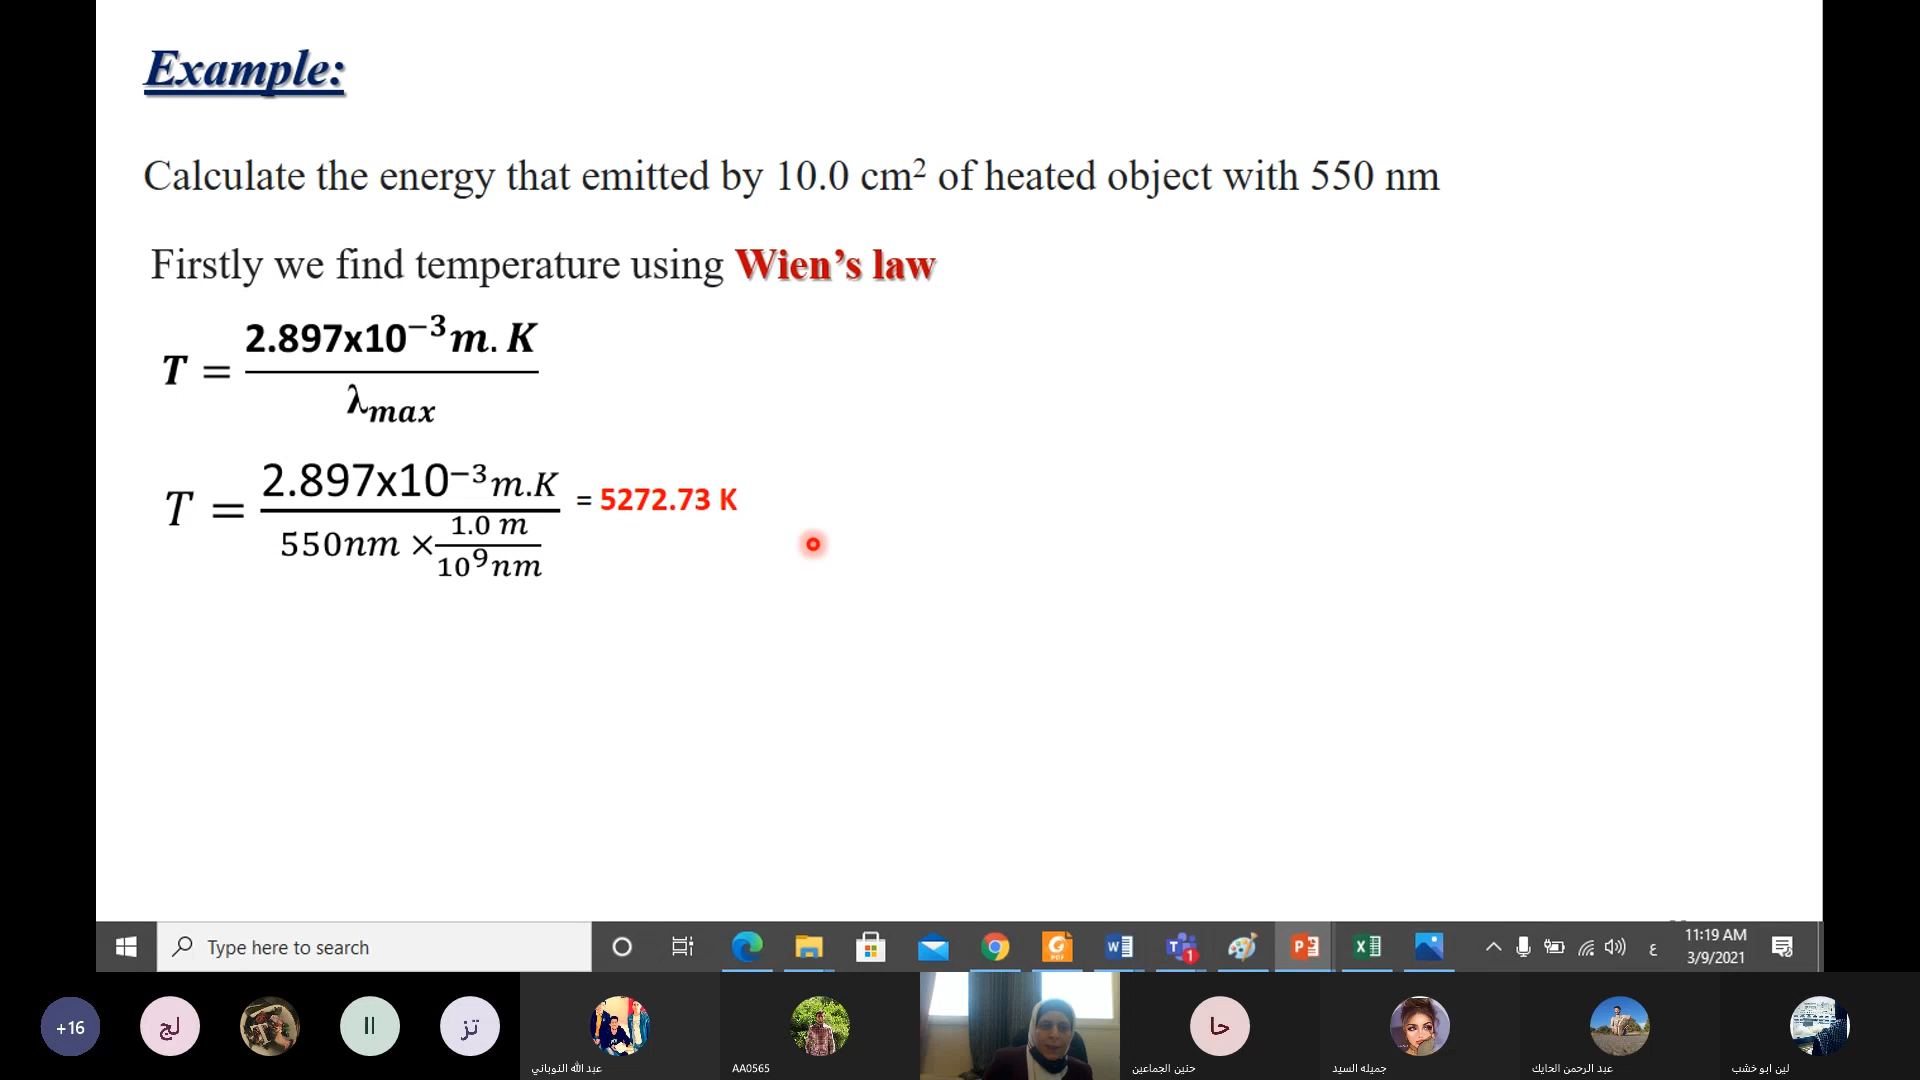 Example:
Calculate the energy that emitted by 10.0 cm² of heated object with 550 nm
Firstly we find temperature using Wien’s law
T = 2.897x10⁻³ m. K / λmax
T = 2.897x10⁻³ m.K / 550nm × 1.0 m / 10⁹ nm = 5272.73 K
Type here to search
ع
11:19 AM
3/9/2021
+16
لج
اا
تز
عبد الله النوباني
AA0565
حا
حنين الجماعين
جميله السيد
عبد الرحمن الحايك
لين ابو خشب